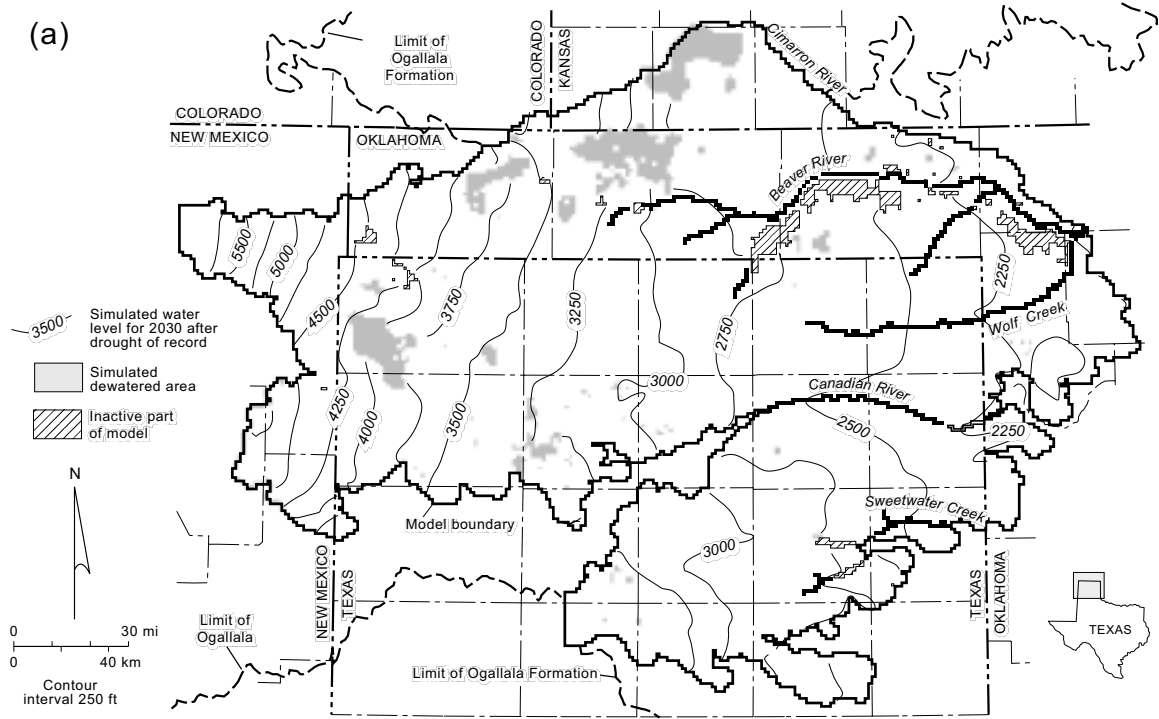 (a)
Limit of
Ogallala
Formation
COLORADO
KANSAS
Cimarron River
COLORADO
NEW MEXICO
OKLAHOMA
Beaver River
5500
5000
4500
3750
3250
2750
2250
3500
Simulated water
level for 2030 after
drought of record
Simulated
dewatered area
Inactive part
of model
Wolf Creek
3000
Canadian River
4250
4000
3500
2500
2250
N
Model boundary
Sweetwater Creek
3000
NEW MEXICO
TEXAS
TEXAS
OKLAHOMA
Limit of
Ogallala
0 30 mi
0 40 km
Contour
interval 250 ft
Limit of Ogallala Formation
TEXAS